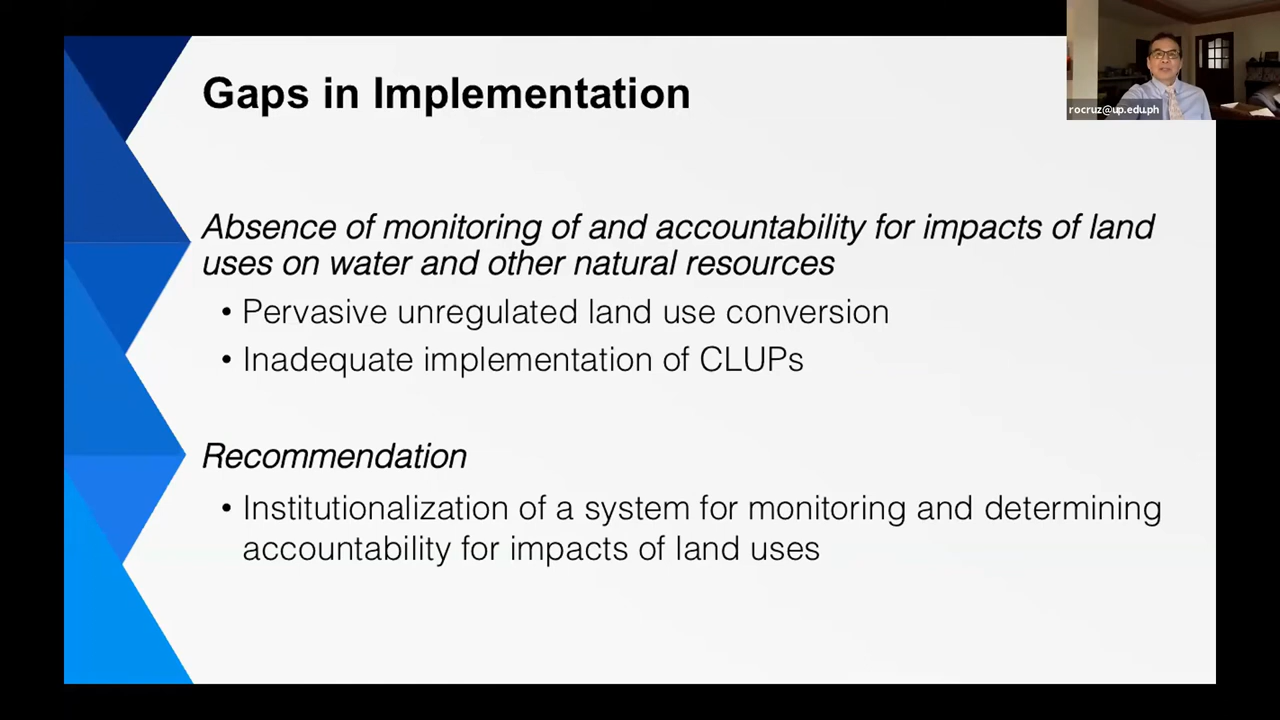 Gaps in Implementation
rocruz@up.edu.ph
Absence of monitoring of and accountability for impacts of land
uses on water and other natural resources
• Pervasive unregulated land use conversion
• Inadequate implementation of CLUPs
Recommendation
• Institutionalization of a system for monitoring and determining
accountability for impacts of land uses